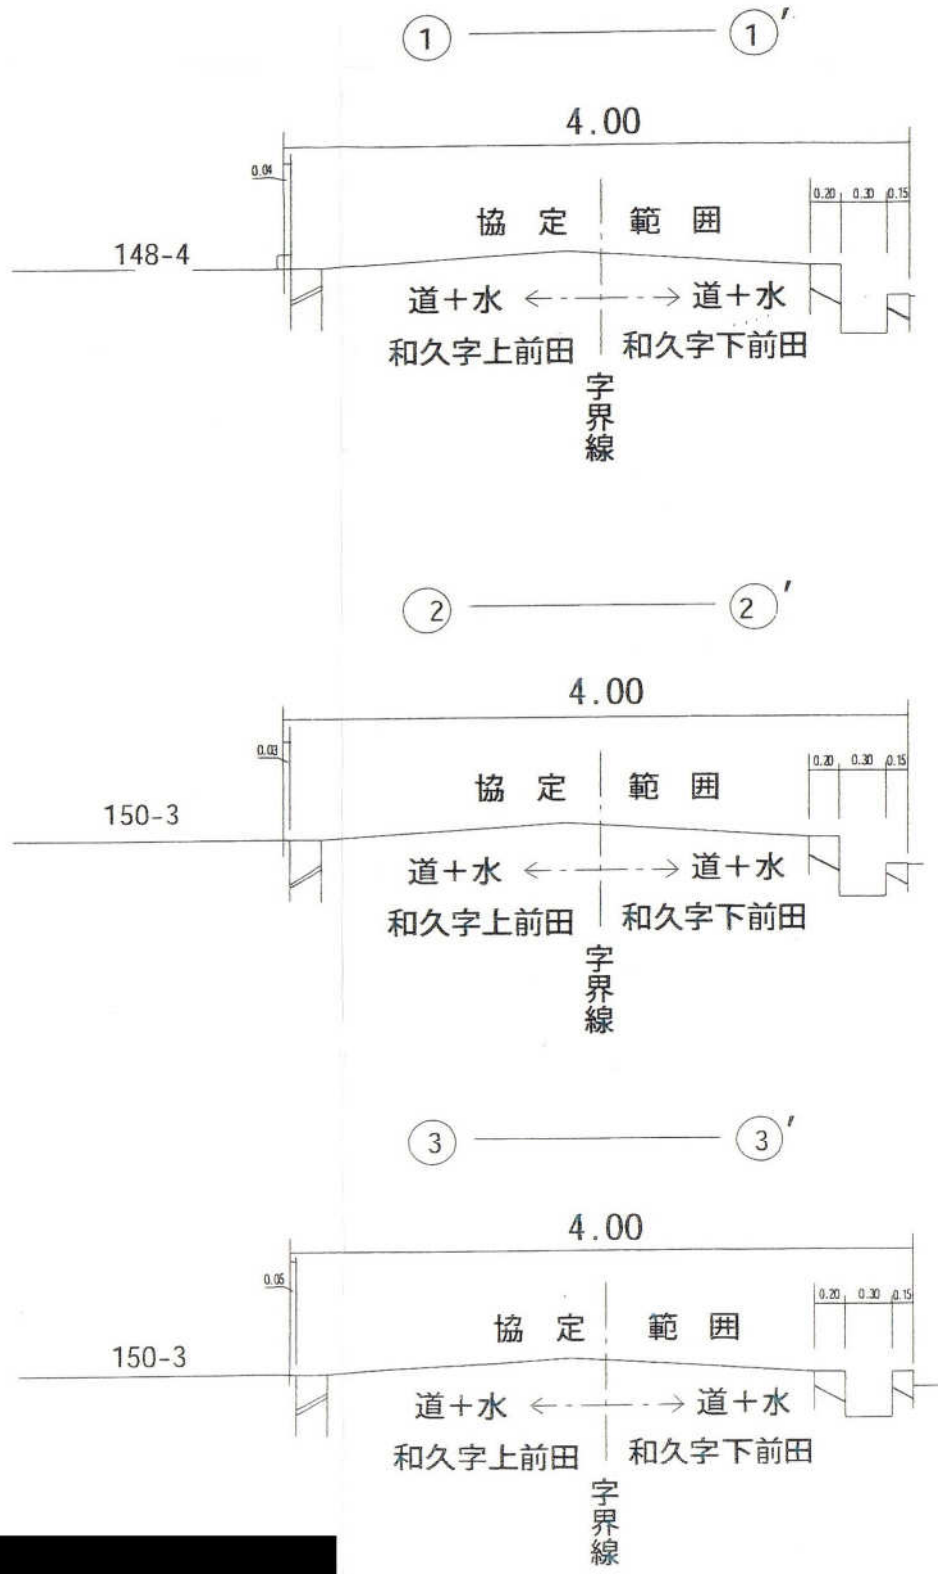 ① ①'
4.00
0.04
0.20 0.30 0.15
協定 範囲
148-4
道+水 道+水
和久字上前田 和久字下前田
字界線
② ②'
4.00
0.03
0.20 0.30 0.15
協定 範囲
150-3
道+水 道+水
和久字上前田 和久字下前田
字界線
③ ③'
4.00
0.05
0.20 0.30 0.15
協定 範囲
150-3
道+水 道+水
和久字上前田 和久字下前田
字界線